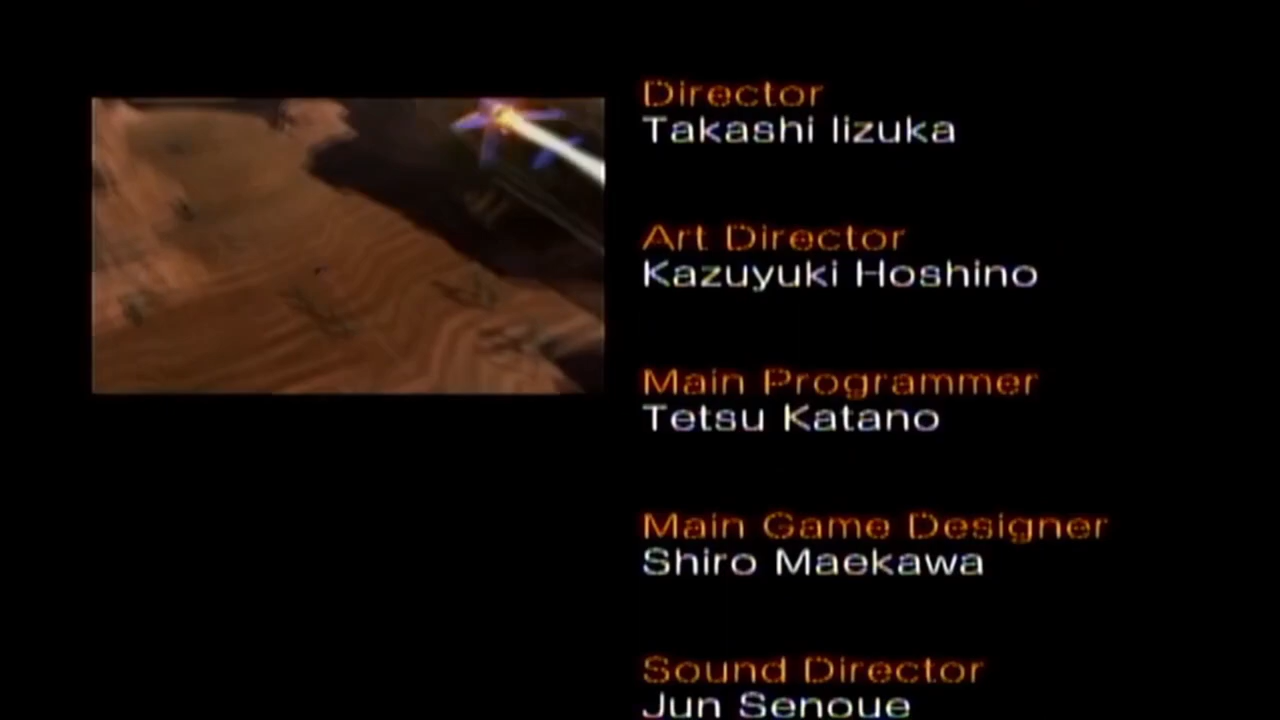 Director
Takashi Iizuka
Art Director
Kazuyuki Hoshino
Main Programmer
Tetsu Katano
Main Game Designer
Shiro Maekawa
Sound Director
Jun Senoue